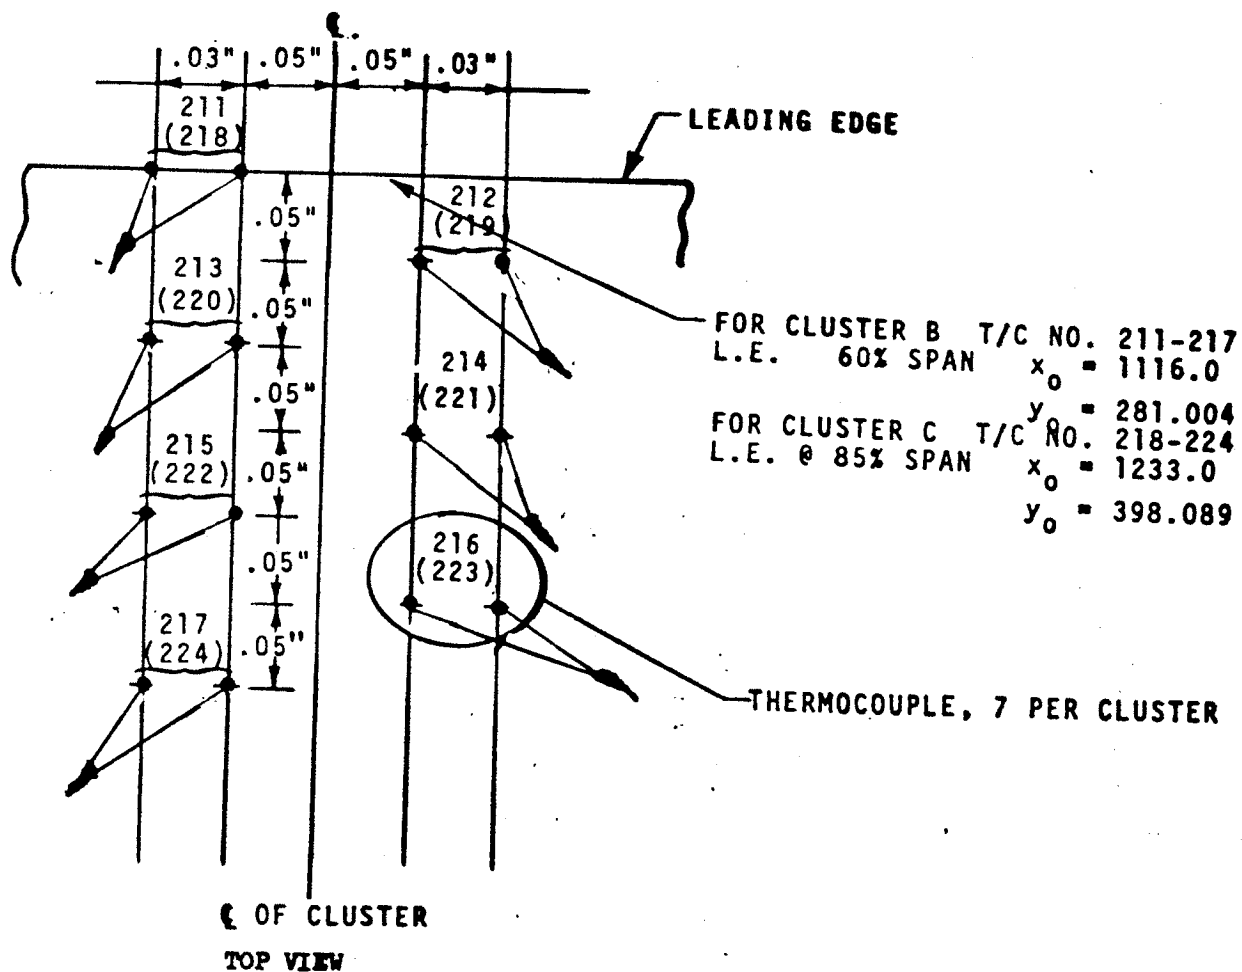 ℄.
.03" .05" .05" .03"
211
(218)
LEADING EDGE
212
(219
.05"
213
(220)
.05"
FOR CLUSTER B T/C NO. 211-217
L.E. 60% SPAN x₀ = 1116.0
y₀ = 281.004
214
(221)
.05"
FOR CLUSTER C T/C NO. 218-224
L.E. @ 85% SPAN x₀ = 1233.0
y₀ = 398.089
215
(222)
.05"
216
(223)
.05"
217
(224)
.05"
THERMOCOUPLE, 7 PER CLUSTER
℄ OF CLUSTER
TOP VIEW